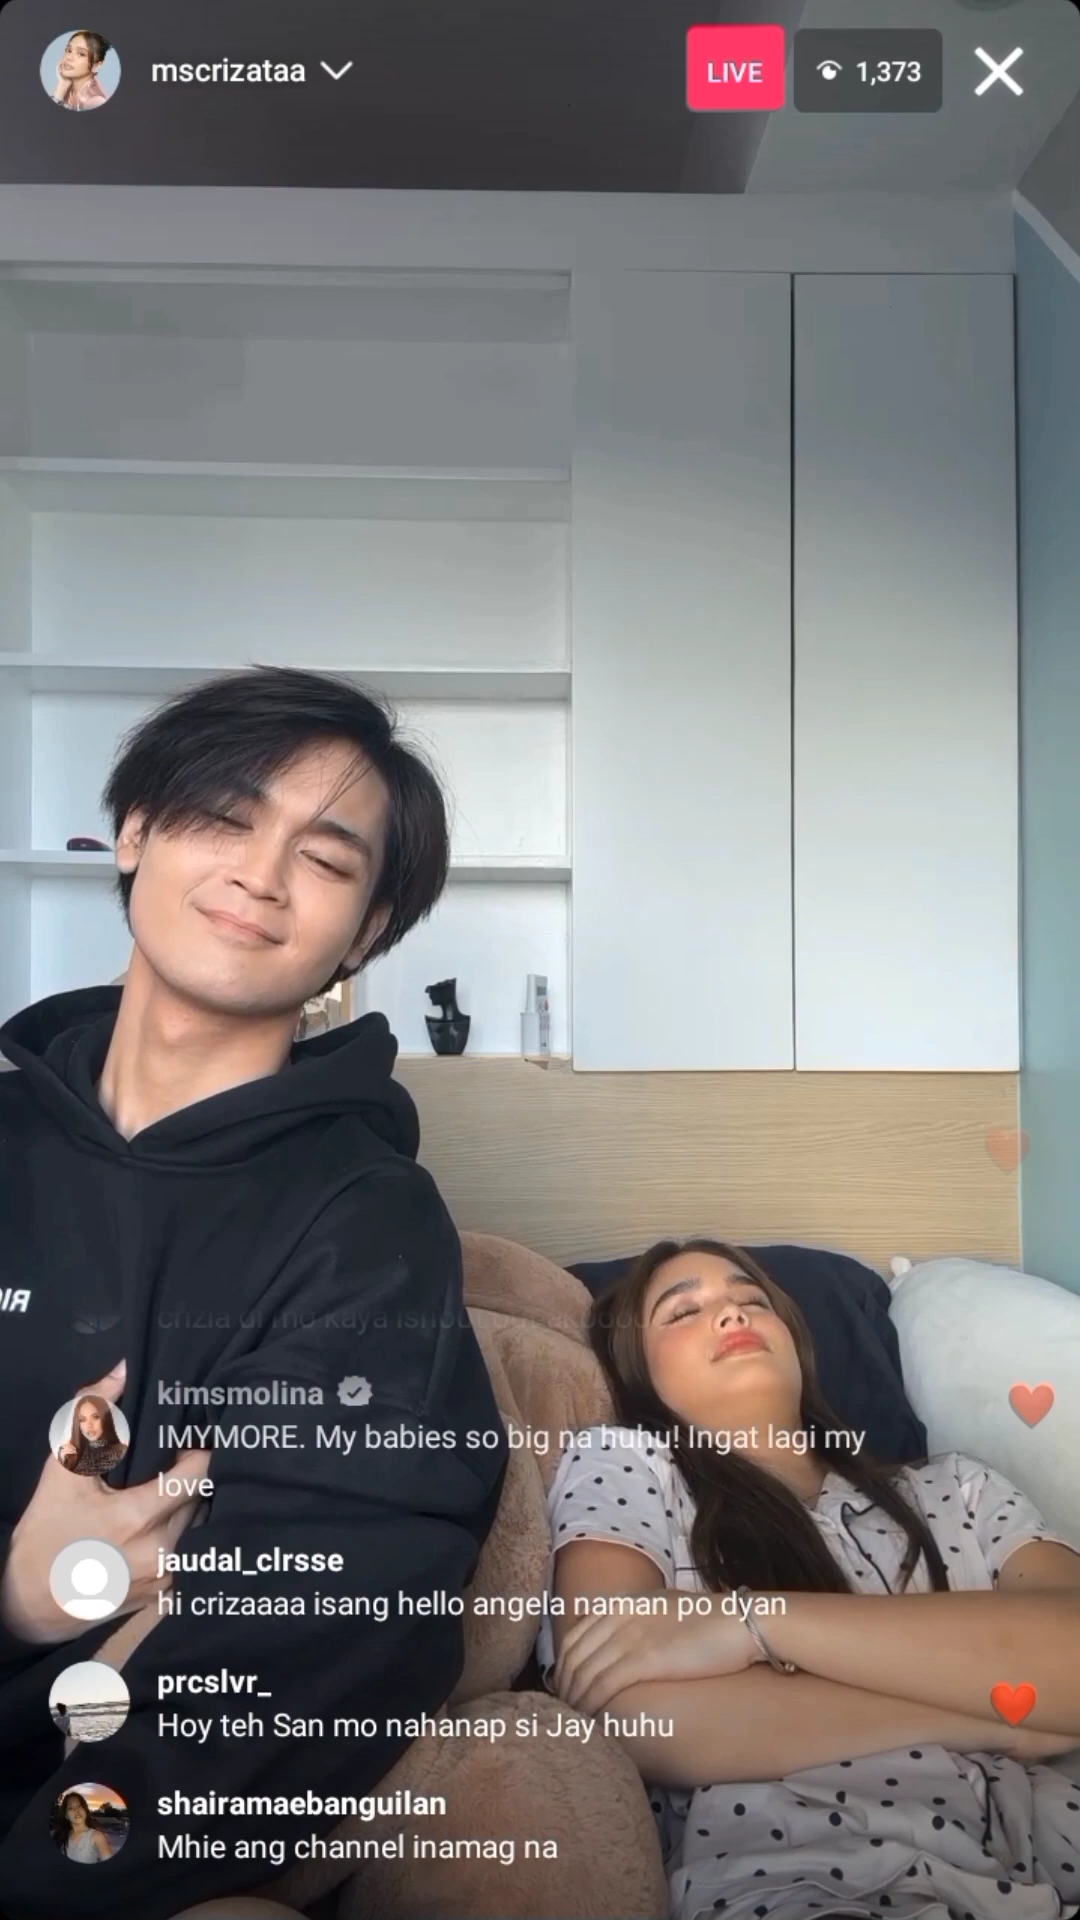 mscrizataa
LIVE
1,373
kimsmolina
IMYMORE. My babies so big na huhu! Ingat lagi my
love
jaudal_clrsse
hi crizaaaa isang hello angela naman po dyan
prcslvr_
Hoy teh San mo nahanap si Jay huhu
shairamaebanguilan
Mhie ang channel inamag na